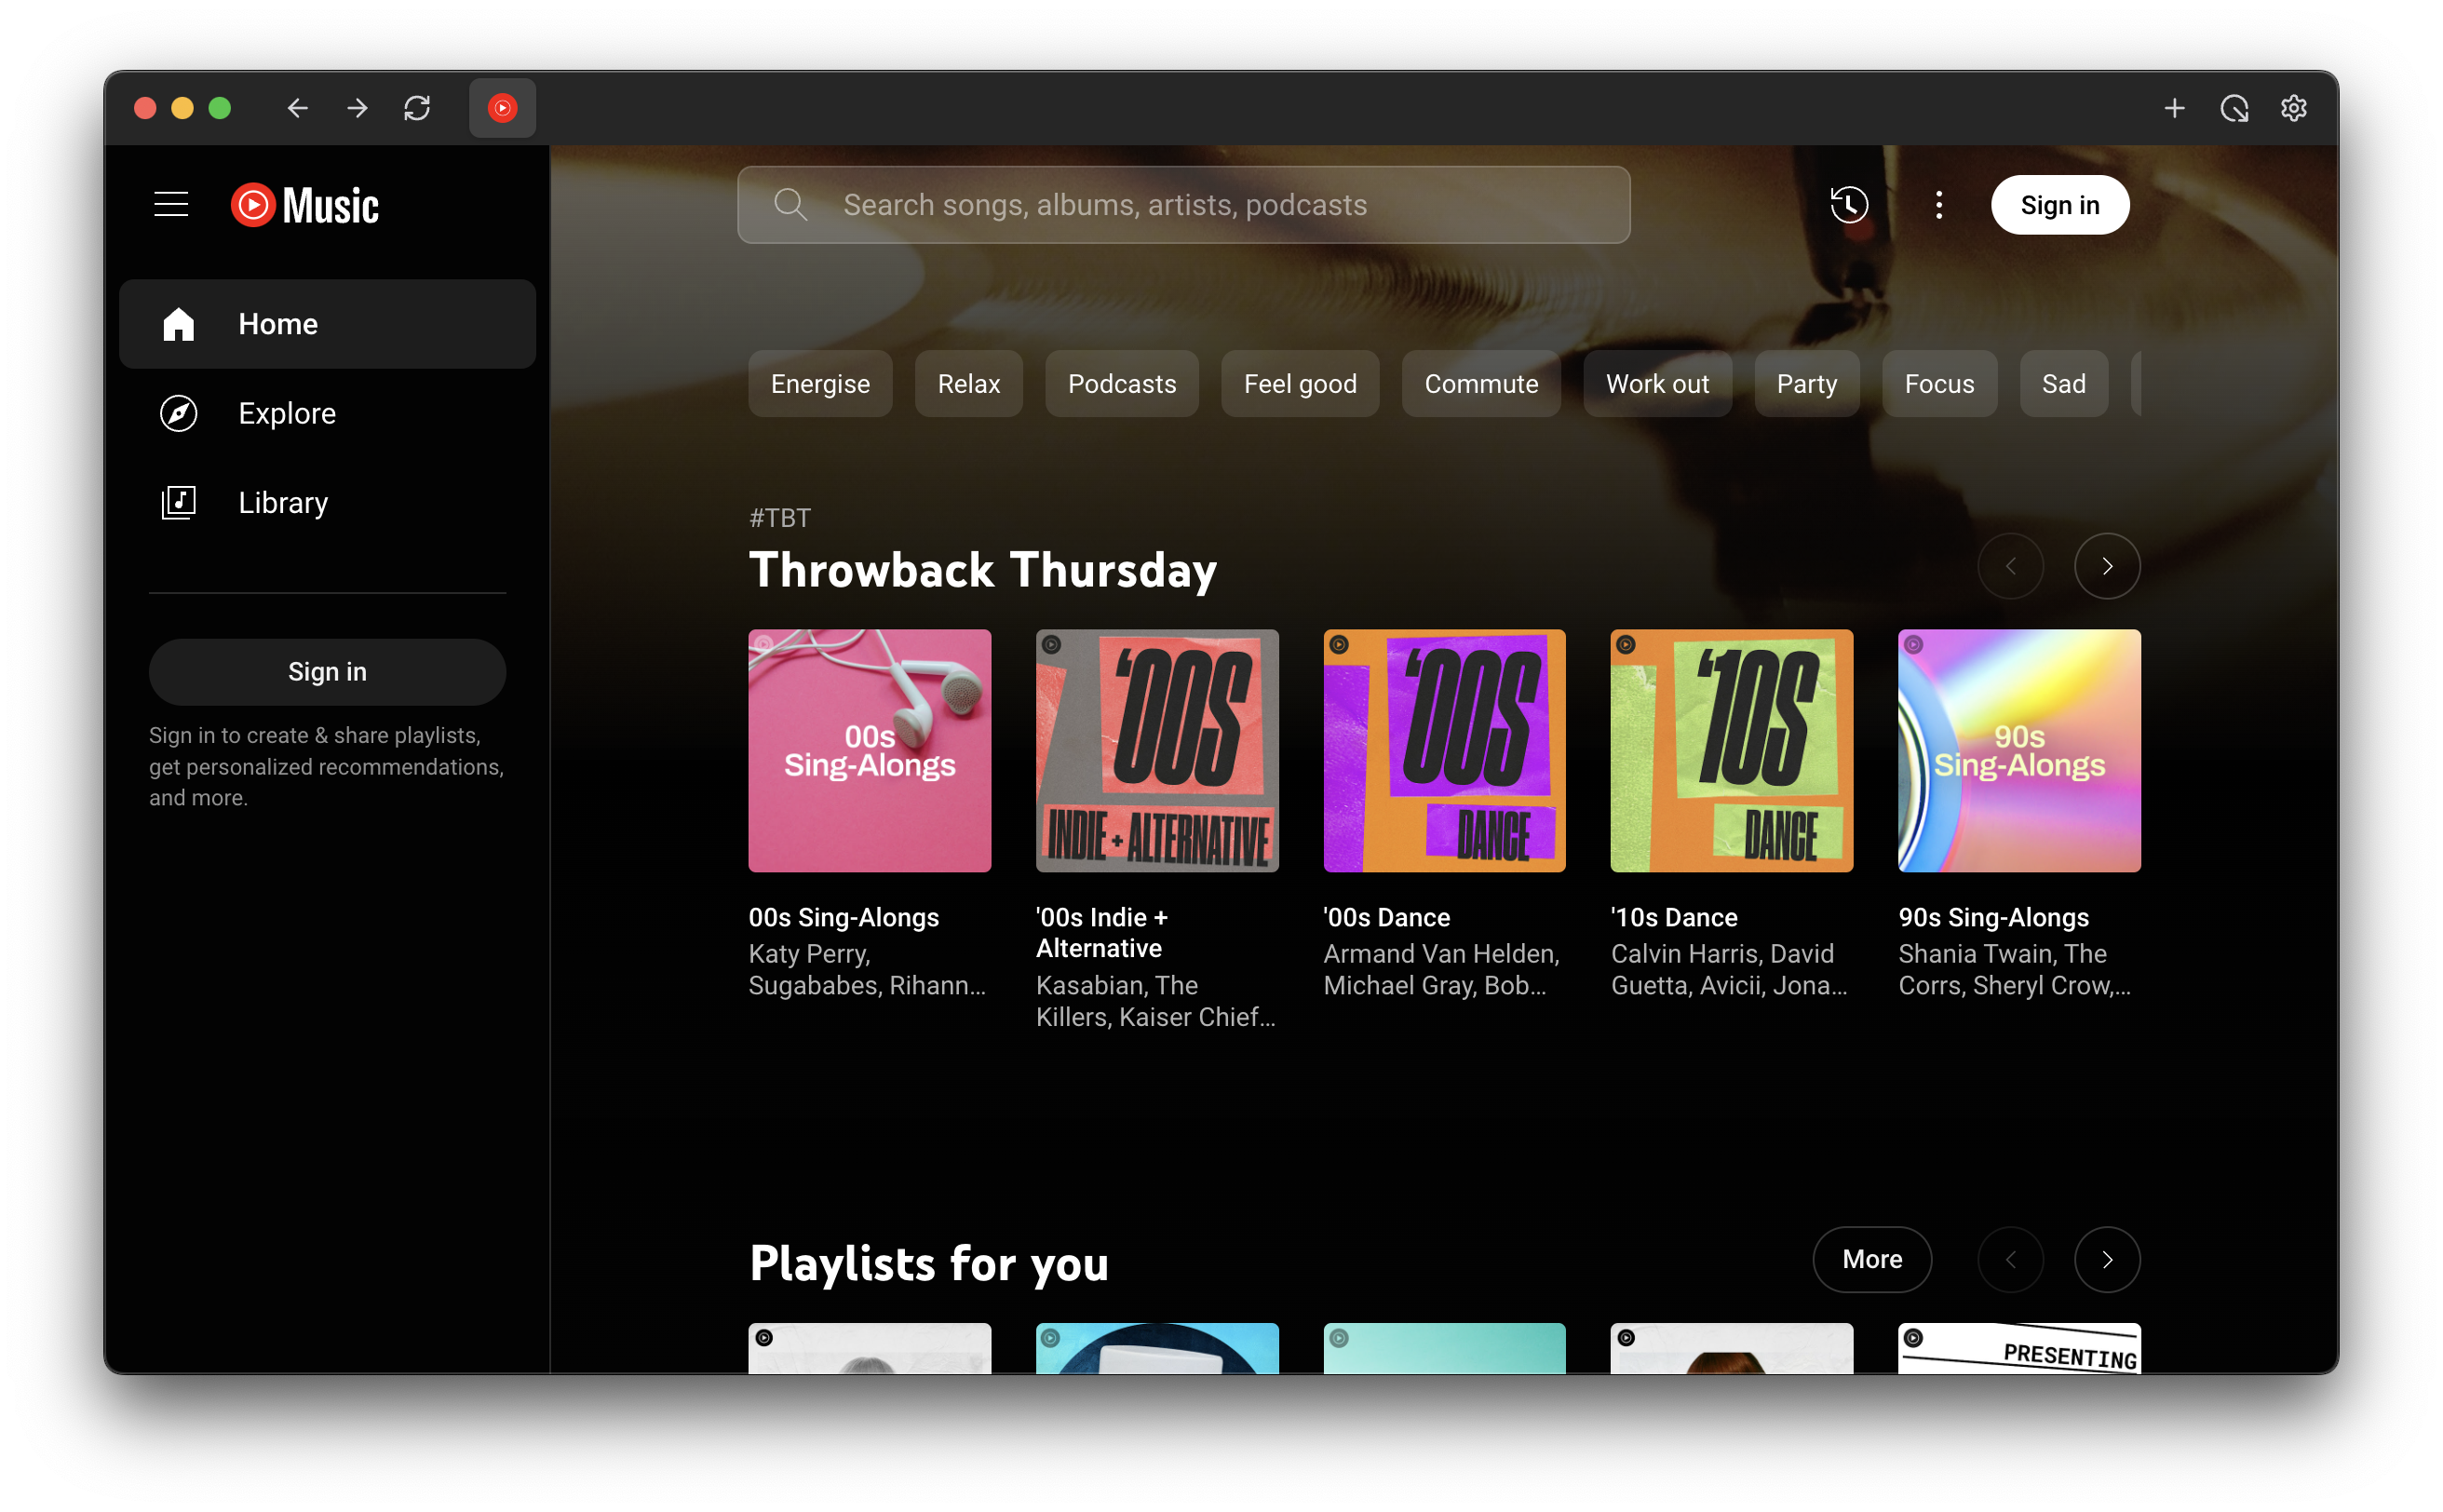 Music
Search songs, albums, artists, podcasts
Sign in
Home
Explore
Library
Sign in
Sign in to create & share playlists,
get personalized recommendations,
and more.
Energise
Relax
Podcasts
Feel good
Commute
Work out
Party
Focus
Sad
#TBT
Throwback Thursday
00s
Sing-Alongs
'00S
INDIE + ALTERNATIVE
'00S
DANCE
'10S
DANCE
90s
Sing-Alongs
00s Sing-Alongs
Katy Perry,
Sugababes, Rihann...
'00s Indie +
Alternative
Kasabian, The
Killers, Kaiser Chief...
'00s Dance
Armand Van Helden,
Michael Gray, Bob...
'10s Dance
Calvin Harris, David
Guetta, Avicii, Jona...
90s Sing-Alongs
Shania Twain, The
Corrs, Sheryl Crow,...
Playlists for you
More
PRESENTING